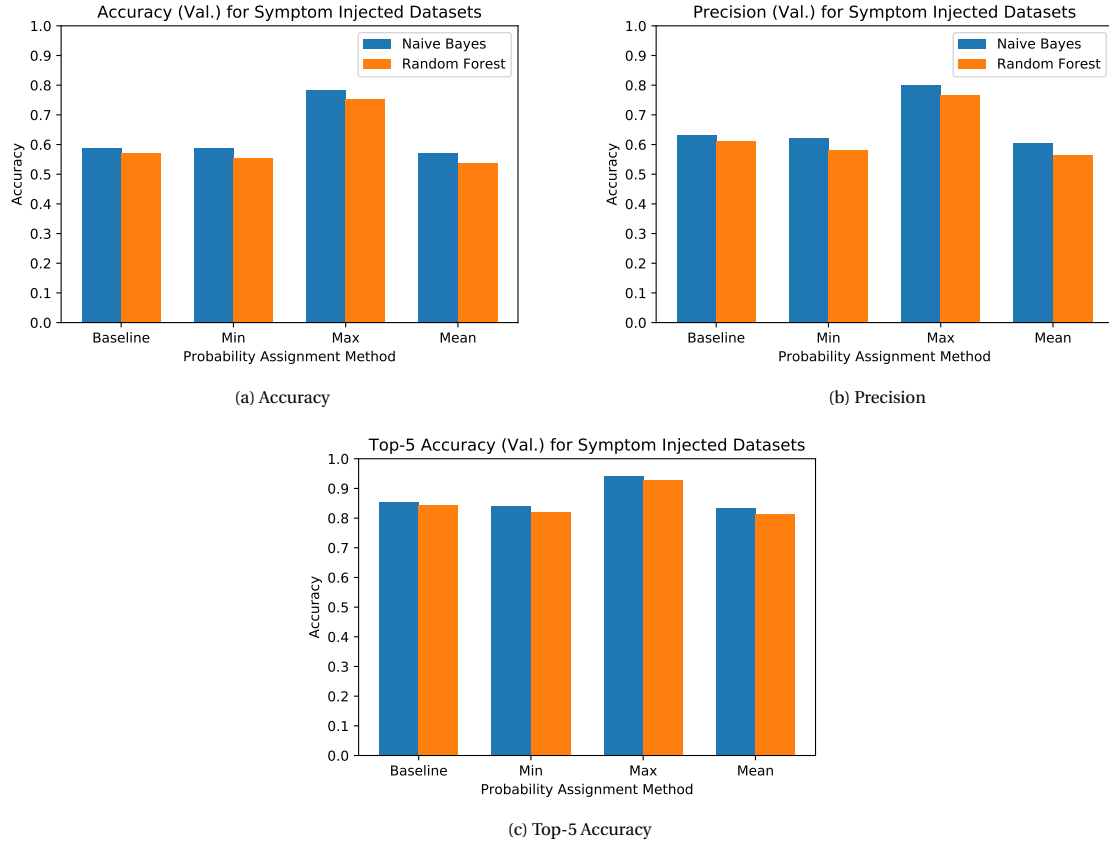 Accuracy (Val.) for Symptom Injected Datasets
1.0
0.9
0.8
0.7
0.6
0.5
0.4
0.3
0.2
0.1
0.0
Accuracy
Naive Bayes
Random Forest
Baseline Min Max Mean
Probability Assignment Method
(a) Accuracy
Precision (Val.) for Symptom Injected Datasets
1.0
0.9
0.8
0.7
0.6
0.5
0.4
0.3
0.2
0.1
0.0
Accuracy
Naive Bayes
Random Forest
Baseline Min Max Mean
Probability Assignment Method
(b) Precision
Top-5 Accuracy (Val.) for Symptom Injected Datasets
1.0
0.9
0.8
0.7
0.6
0.5
0.4
0.3
0.2
0.1
0.0
Accuracy
Baseline Min Max Mean
Probability Assignment Method
(c) Top-5 Accuracy